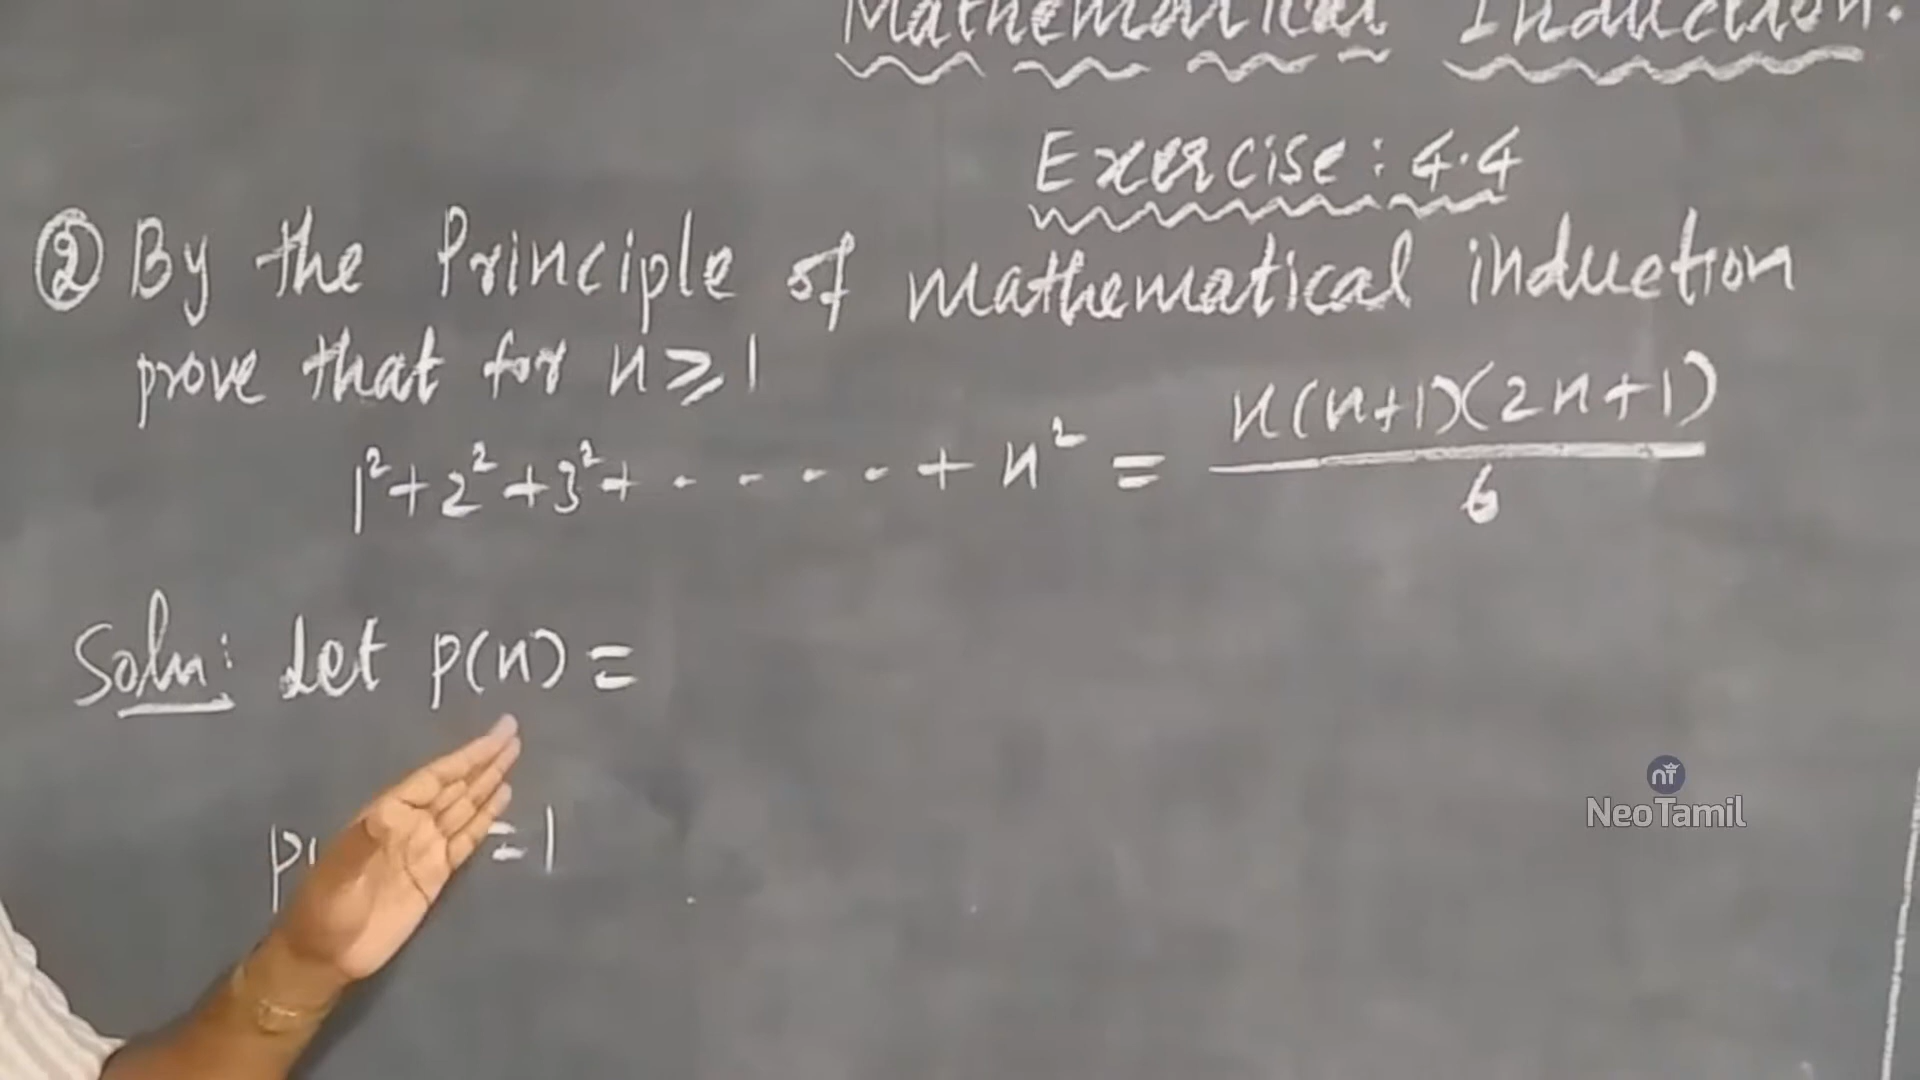 Mathematical Induction.
Exercise: 4.4
② By the Principle of mathematical induction
prove that for n ≥ 1
1² + 2² + 3² + . . . . . + n² = n(n+1)(2n+1) / 6
Soln: Let p(n) =
= 1
NeoTamil